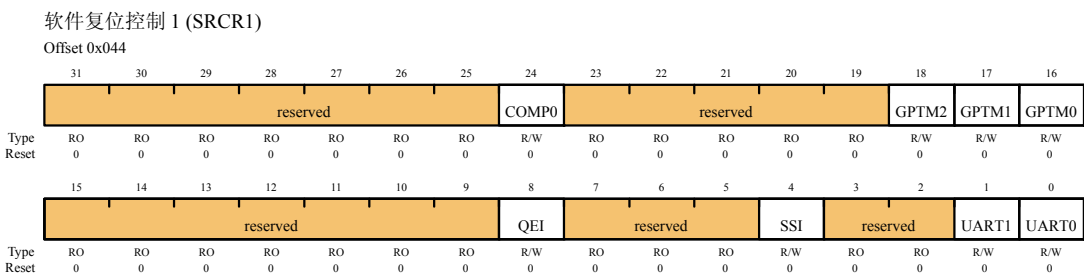 软件复位控制 1 (SRCR1)
Offset 0x044
31 30 29 28 27 26 25 24 23 22 21 20 19 18 17 16
reserved COMP0 reserved GPTM2 GPTM1 GPTM0
Type RO RO RO RO RO RO RO R/W RO RO RO RO RO R/W R/W R/W
Reset 0 0 0 0 0 0 0 0 0 0 0 0 0 0 0 0
15 14 13 12 11 10 9 8 7 6 5 4 3 2 1 0
reserved QEI reserved SSI reserved UART1 UART0
Type RO RO RO RO RO RO RO R/W RO RO RO R/W RO RO R/W R/W
Reset 0 0 0 0 0 0 0 0 0 0 0 0 0 0 0 0